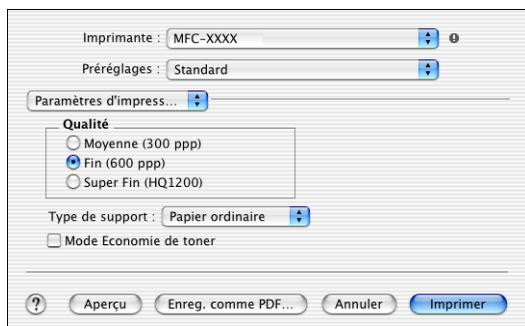 Imprimante : MFC-XXXX
Préréglages : Standard
Paramètres d'impress...
Qualité
Moyenne (300 ppp)
Fin (600 ppp)
Super Fin (HQ1200)
Type de support : Papier ordinaire
Mode Economie de toner
? Aperçu Enreg. comme PDF... Annuler Imprimer